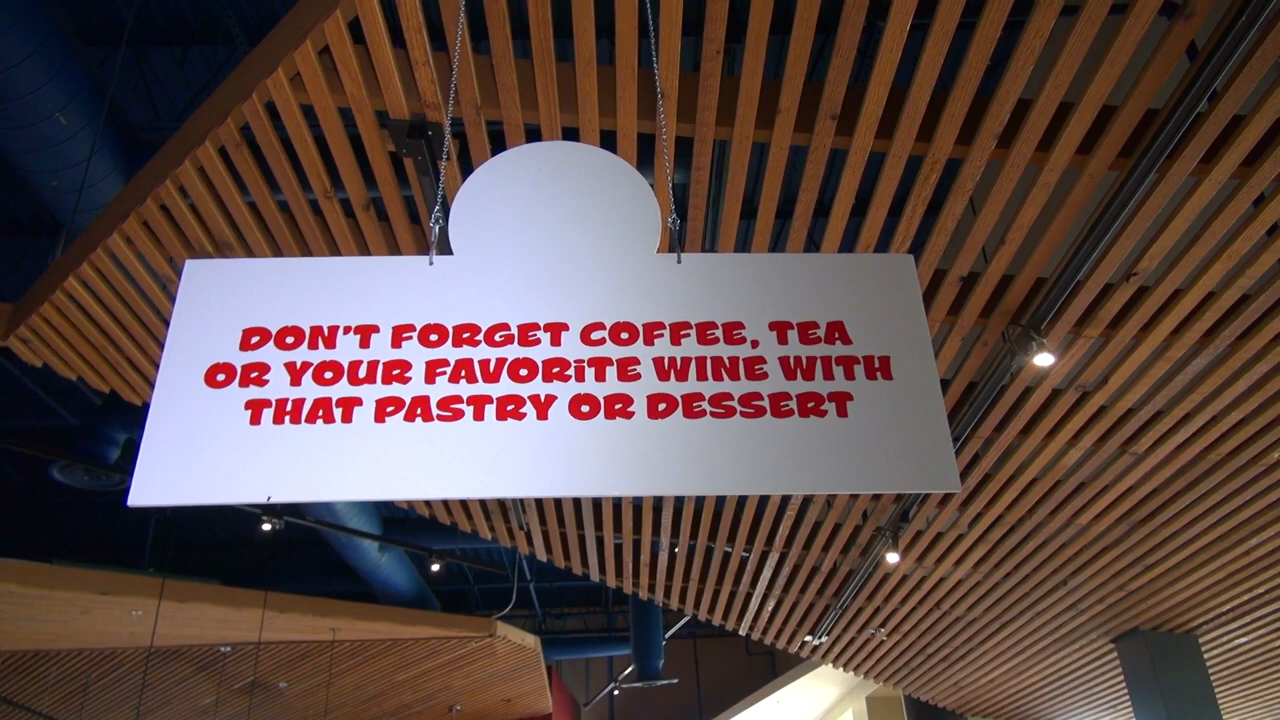 DON'T FORGET COFFEE, TEA
OR YOUR FAVORiTE WINE WITH
THAT PASTRY OR DESSERT